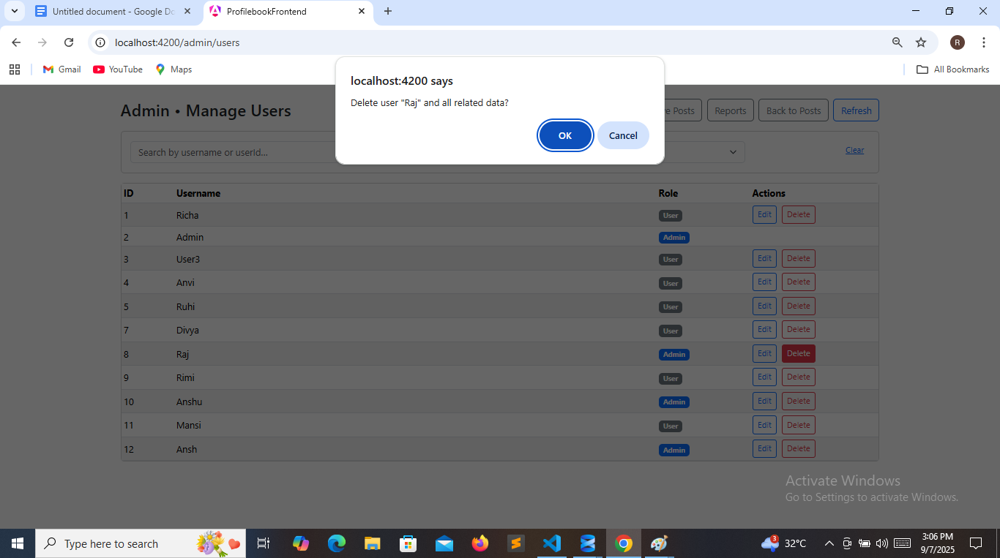 Untitled document - Google Do
ProfilebookFrontend
localhost:4200/admin/users
R
Gmail
YouTube
Maps
All Bookmarks
localhost:4200 says
Delete user "Raj" and all related data?
OK
Cancel
Admin • Manage Users
Posts
Reports
Back to Posts
Refresh
Search by username or userId...
Clear
ID Username Role Actions
1 Richa User Edit Delete
2 Admin Admin
3 User3 User Edit Delete
4 Anvi User Edit Delete
5 Ruhi User Edit Delete
7 Divya User Edit Delete
8 Raj Admin Edit Delete
9 Rimi User Edit Delete
10 Anshu Admin Edit Delete
11 Mansi User Edit Delete
12 Ansh Admin Edit Delete
Activate Windows
Go to Settings to activate Windows.
Type here to search
3
32°C
3:06 PM
9/7/2025